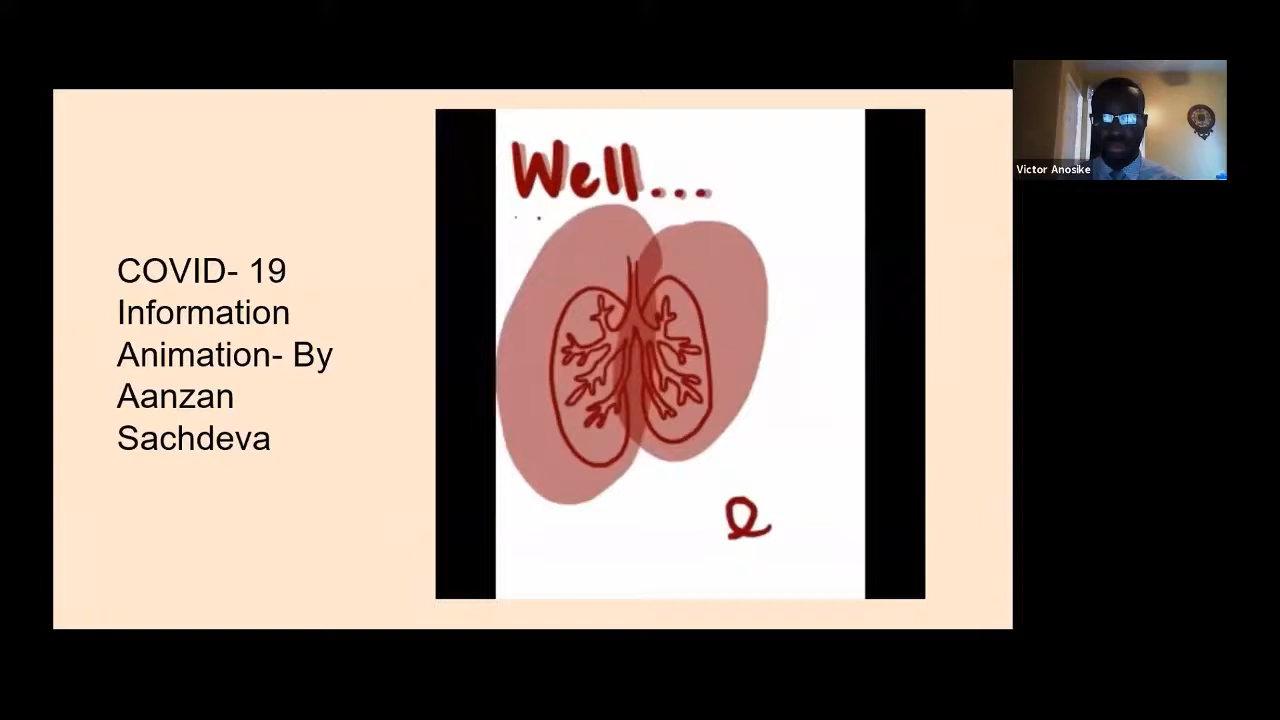 COVID- 19
Information
Animation- By
Aanzan
Sachdeva
Well...
Victor Anosike